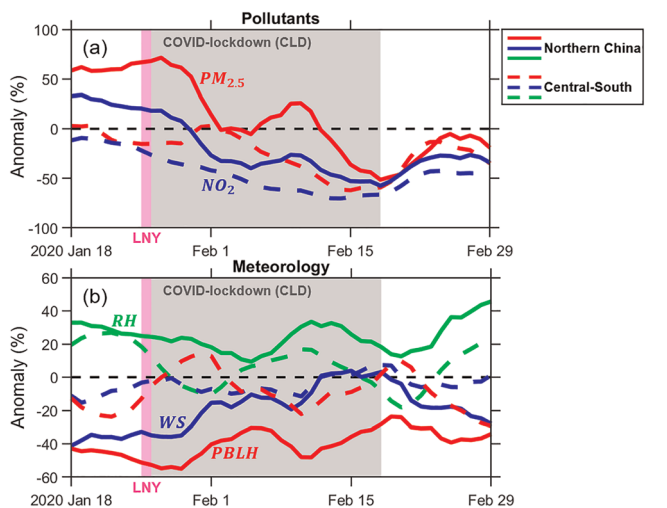 Pollutants
(a)
COVID-lockdown (CLD)
PM2.5
NO2
Anomaly (%)
100
50
0
-50
-100
2020 Jan 18
LNY
Feb 1
Feb 15
Feb 29
Northern China
Central-South
Meteorology
(b)
COVID-lockdown (CLD)
RH
WS
PBLH
Anomaly (%)
60
40
20
0
-20
-40
-60
2020 Jan 18
LNY
Feb 1
Feb 15
Feb 29